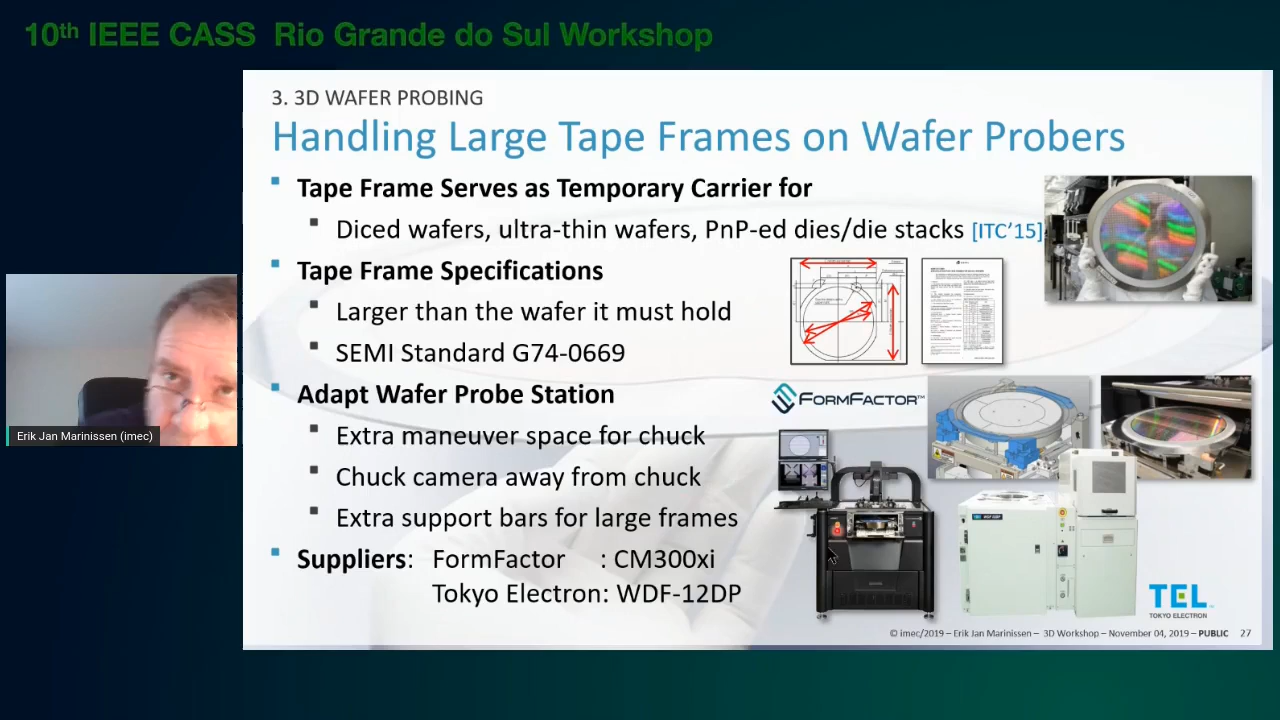 10th IEEE CASS Rio Grande do Sul Workshop
3. 3D WAFER PROBING
Handling Large Tape Frames on Wafer Probers
Tape Frame Serves as Temporary Carrier for
Diced wafers, ultra-thin wafers, PnP-ed dies/die stacks [ITC'15]
Tape Frame Specifications
Larger than the wafer it must hold
SEMI Standard G74-0669
Adapt Wafer Probe Station
FORMFACTOR™
Extra maneuver space for chuck
Chuck camera away from chuck
Extra support bars for large frames
Suppliers: FormFactor : CM300xi
Tokyo Electron: WDF-12DP
TEL
TOKYO ELECTRON
© imec/2019 – Erik Jan Marinissen – 3D Workshop – November 04, 2019 – PUBLIC 27
Erik Jan Marinissen (imec)